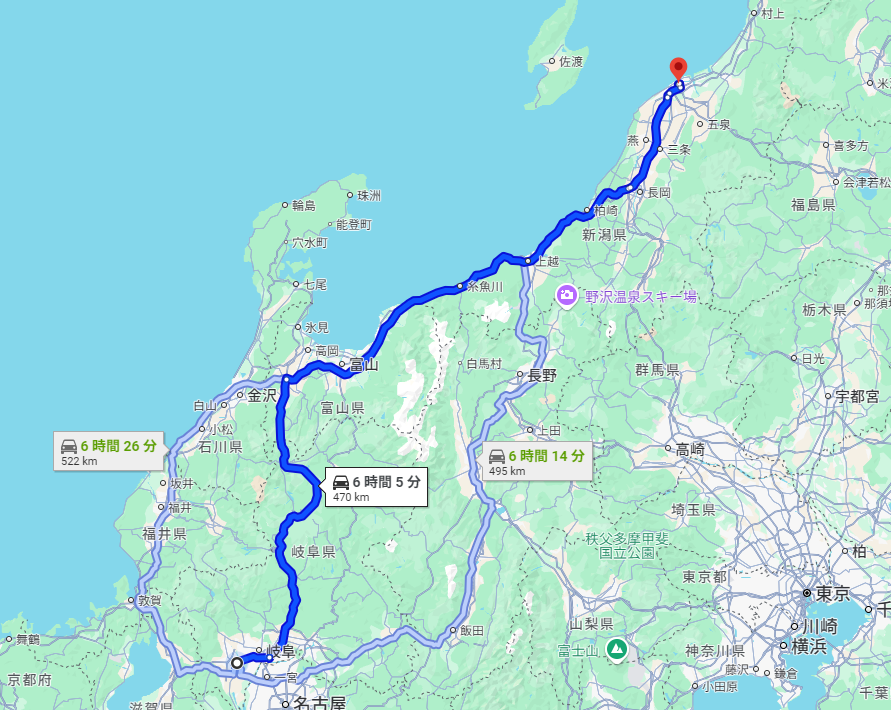 村上
佐渡
米
五泉
燕
三条
喜多方
会津若松
珠洲
輪島
能登町
長岡
柏崎
福島県
新潟県
穴水町
上越
七尾
糸魚川
野沢温泉スキー場
栃木県
氷見
高岡
富山
白馬村
日光
群馬県
長野
金沢
宇都宮
白山
富山県
小松
上田
石川県
6 時間 26 分
522 km
高崎
6 時間 14 分
495 km
6 時間 5 分
470 km
坂井
福井
埼玉県
福井県
秩父多摩甲斐
国立公園
岐阜県
柏
東京都
東京
敦賀
千
舞鶴
飯田
山梨県
川崎
岐阜
富士山
神奈川県
横浜
藤沢
鎌倉
京都府
一宮
小田原
千葉
滋賀県
名古屋